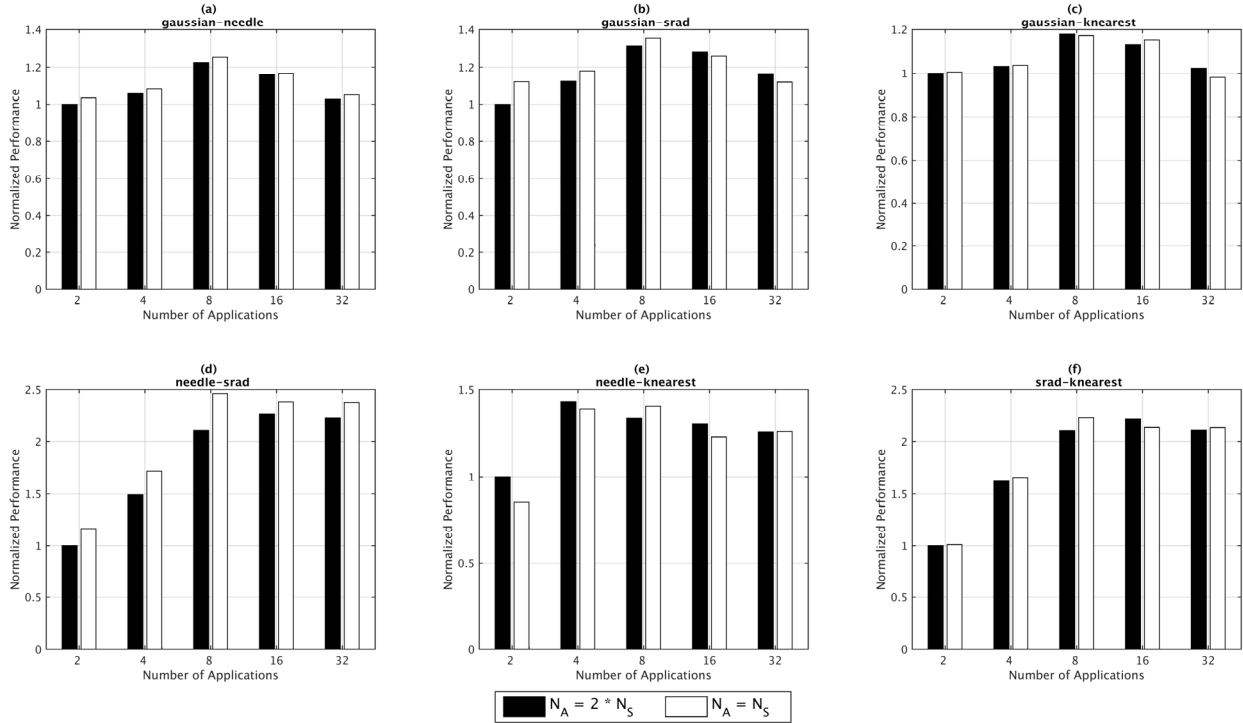 (a)
gaussian-needle
Normalized Performance
1.4
1.2
1
0.8
0.6
0.4
0.2
0
2 4 8 16 32
Number of Applications
(b)
gaussian-srad
Normalized Performance
1.4
1.2
1
0.8
0.6
0.4
0.2
0
2 4 8 16 32
Number of Applications
(c)
gaussian-knearest
Normalized Performance
1.2
1
0.8
0.6
0.4
0.2
0
2 4 8 16 32
Number of Applications
(d)
needle-srad
Normalized Performance
2.5
2
1.5
1
0.5
0
2 4 8 16 32
Number of Applications
(e)
needle-knearest
Normalized Performance
1.5
1
0.5
0
2 4 8 16 32
Number of Applications
(f)
srad-knearest
Normalized Performance
2.5
2
1.5
1
0.5
0
2 4 8 16 32
Number of Applications
N_A = 2 * N_S N_A = N_S